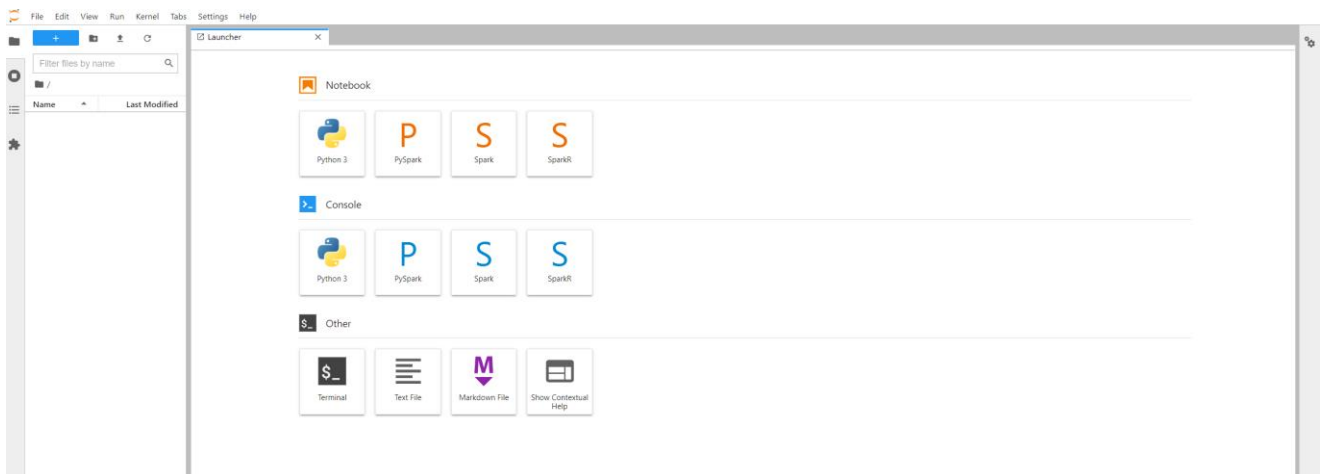 File Edit View Run Kernel Tabs Settings Help
+
Launcher
Filter files by name
/
Name Last Modified
Notebook
P S S
Python 3 PySpark Spark SparkR
>_ Console
P S S
Python 3 PySpark Spark SparkR
$_ Other
$_ M
Terminal Text File Markdown File Show Contextual
Help